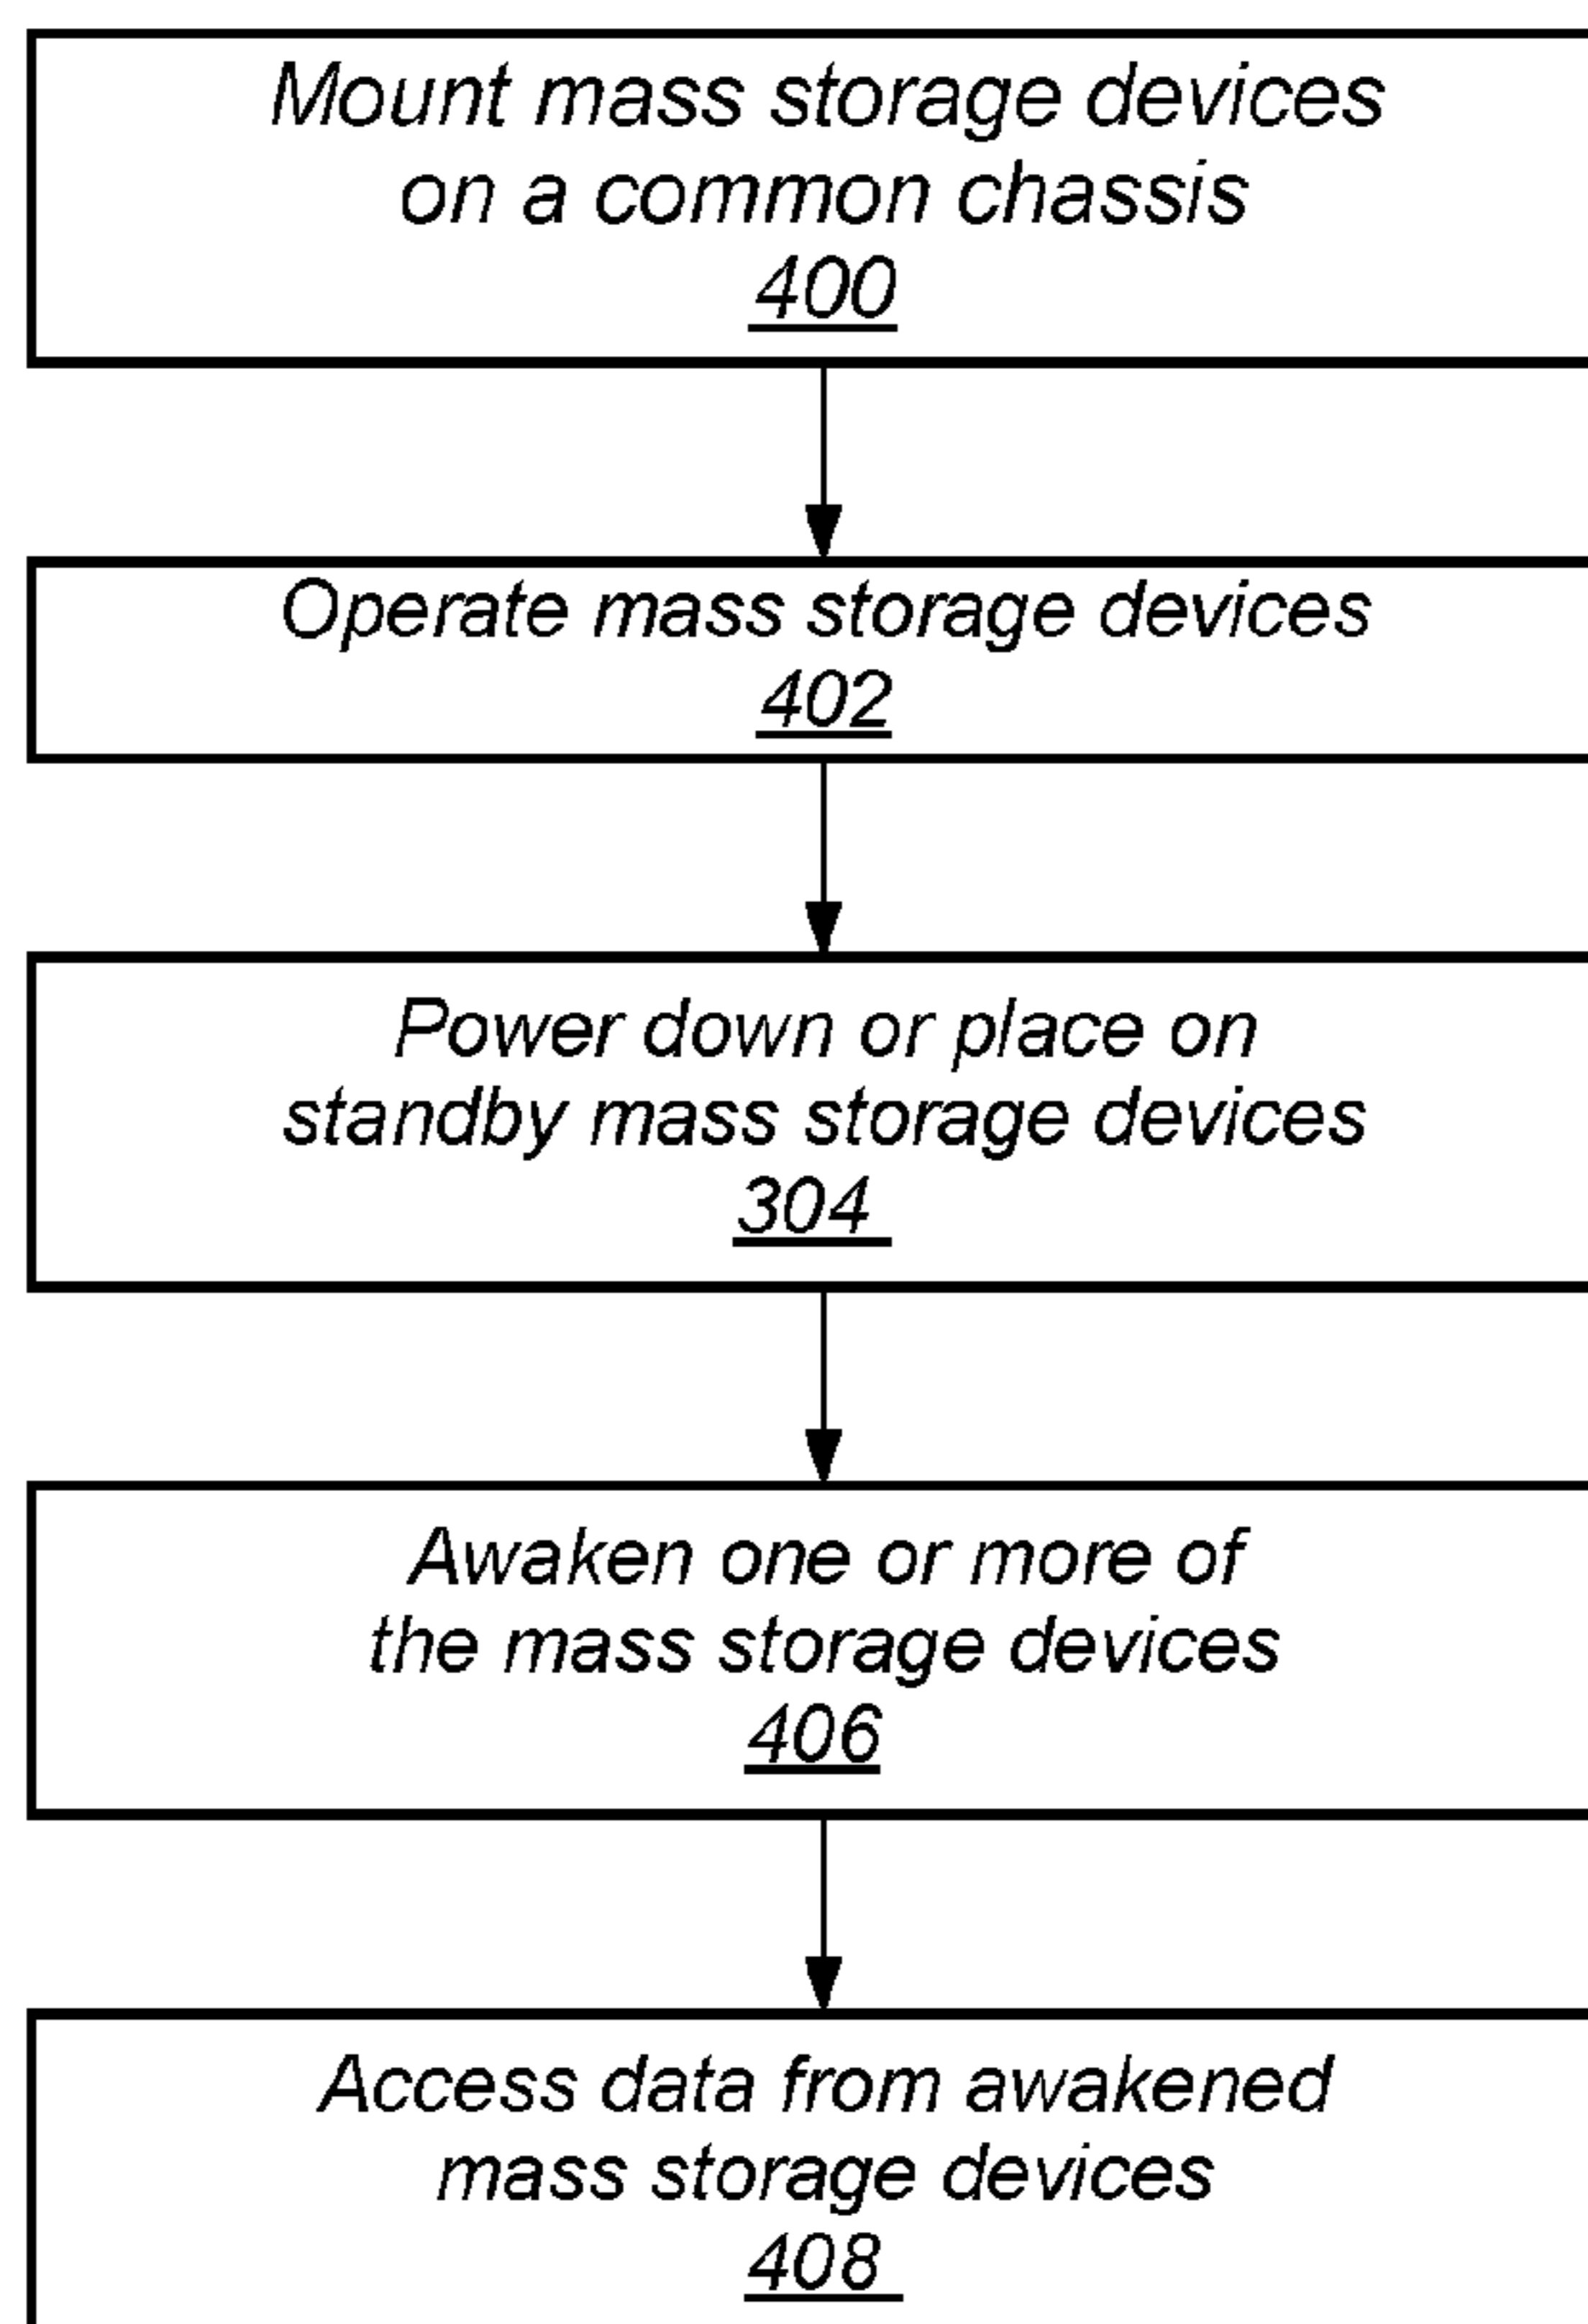 Mount mass storage devices
on a common chassis
400
Operate mass storage devices
402
Power down or place on
standby mass storage devices
304
Awaken one or more of
the mass storage devices
406
Access data from awakened
mass storage devices
408